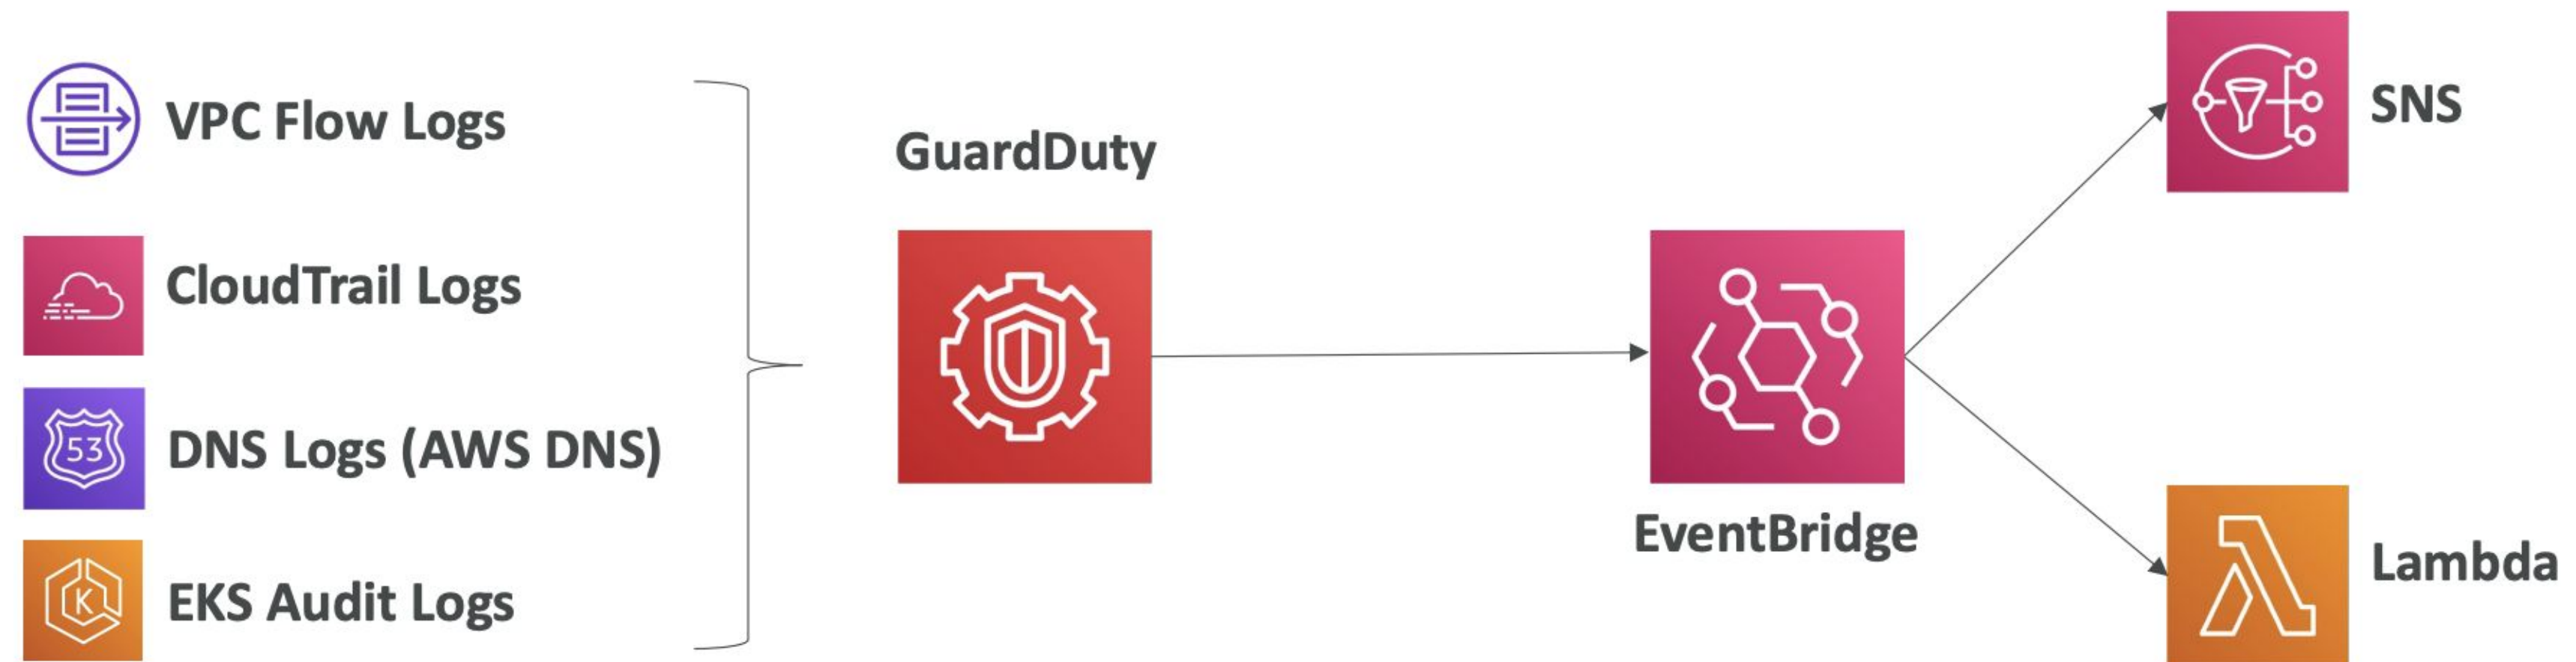 VPC Flow Logs
CloudTrail Logs
53
DNS Logs (AWS DNS)
K
EKS Audit Logs
GuardDuty
EventBridge
SNS
Lambda